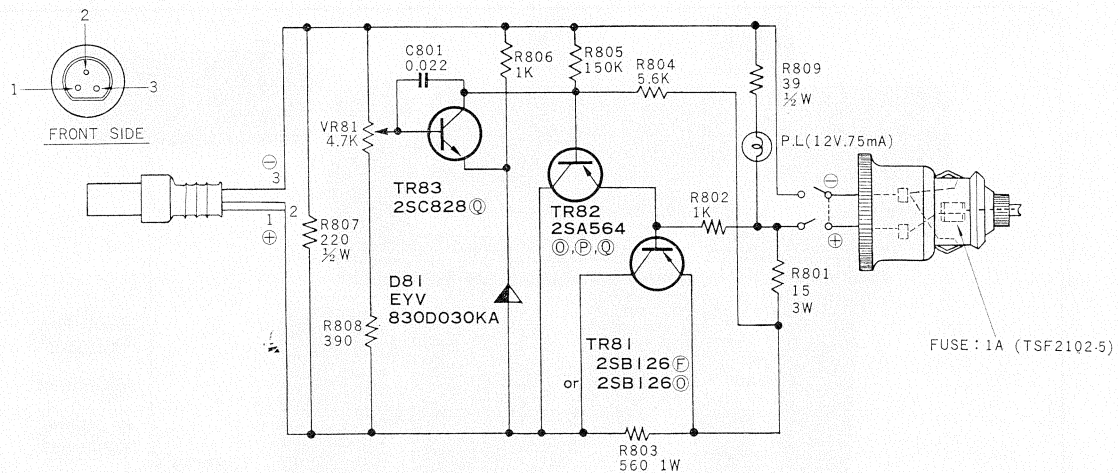 2
1
3
FRONT SIDE
C801
0.022
R806
1K
R805
150K
R804
5.6K
R809
39
½W
P.L(12V.75mA)
VR81
4.7K
⊖
3
TR83
2SC828Ⓠ
TR82
2SA564
Ⓞ,Ⓟ,Ⓠ
R802
1K
⊖
⊕
1
2
⊕
R807
220
½W
D81
EYV
830D030KA
R801
15
3W
R808
390
TR81
2SB126Ⓕ
or 2SB126Ⓞ
FUSE : 1A (TSF2102-5)
R803
560 1W